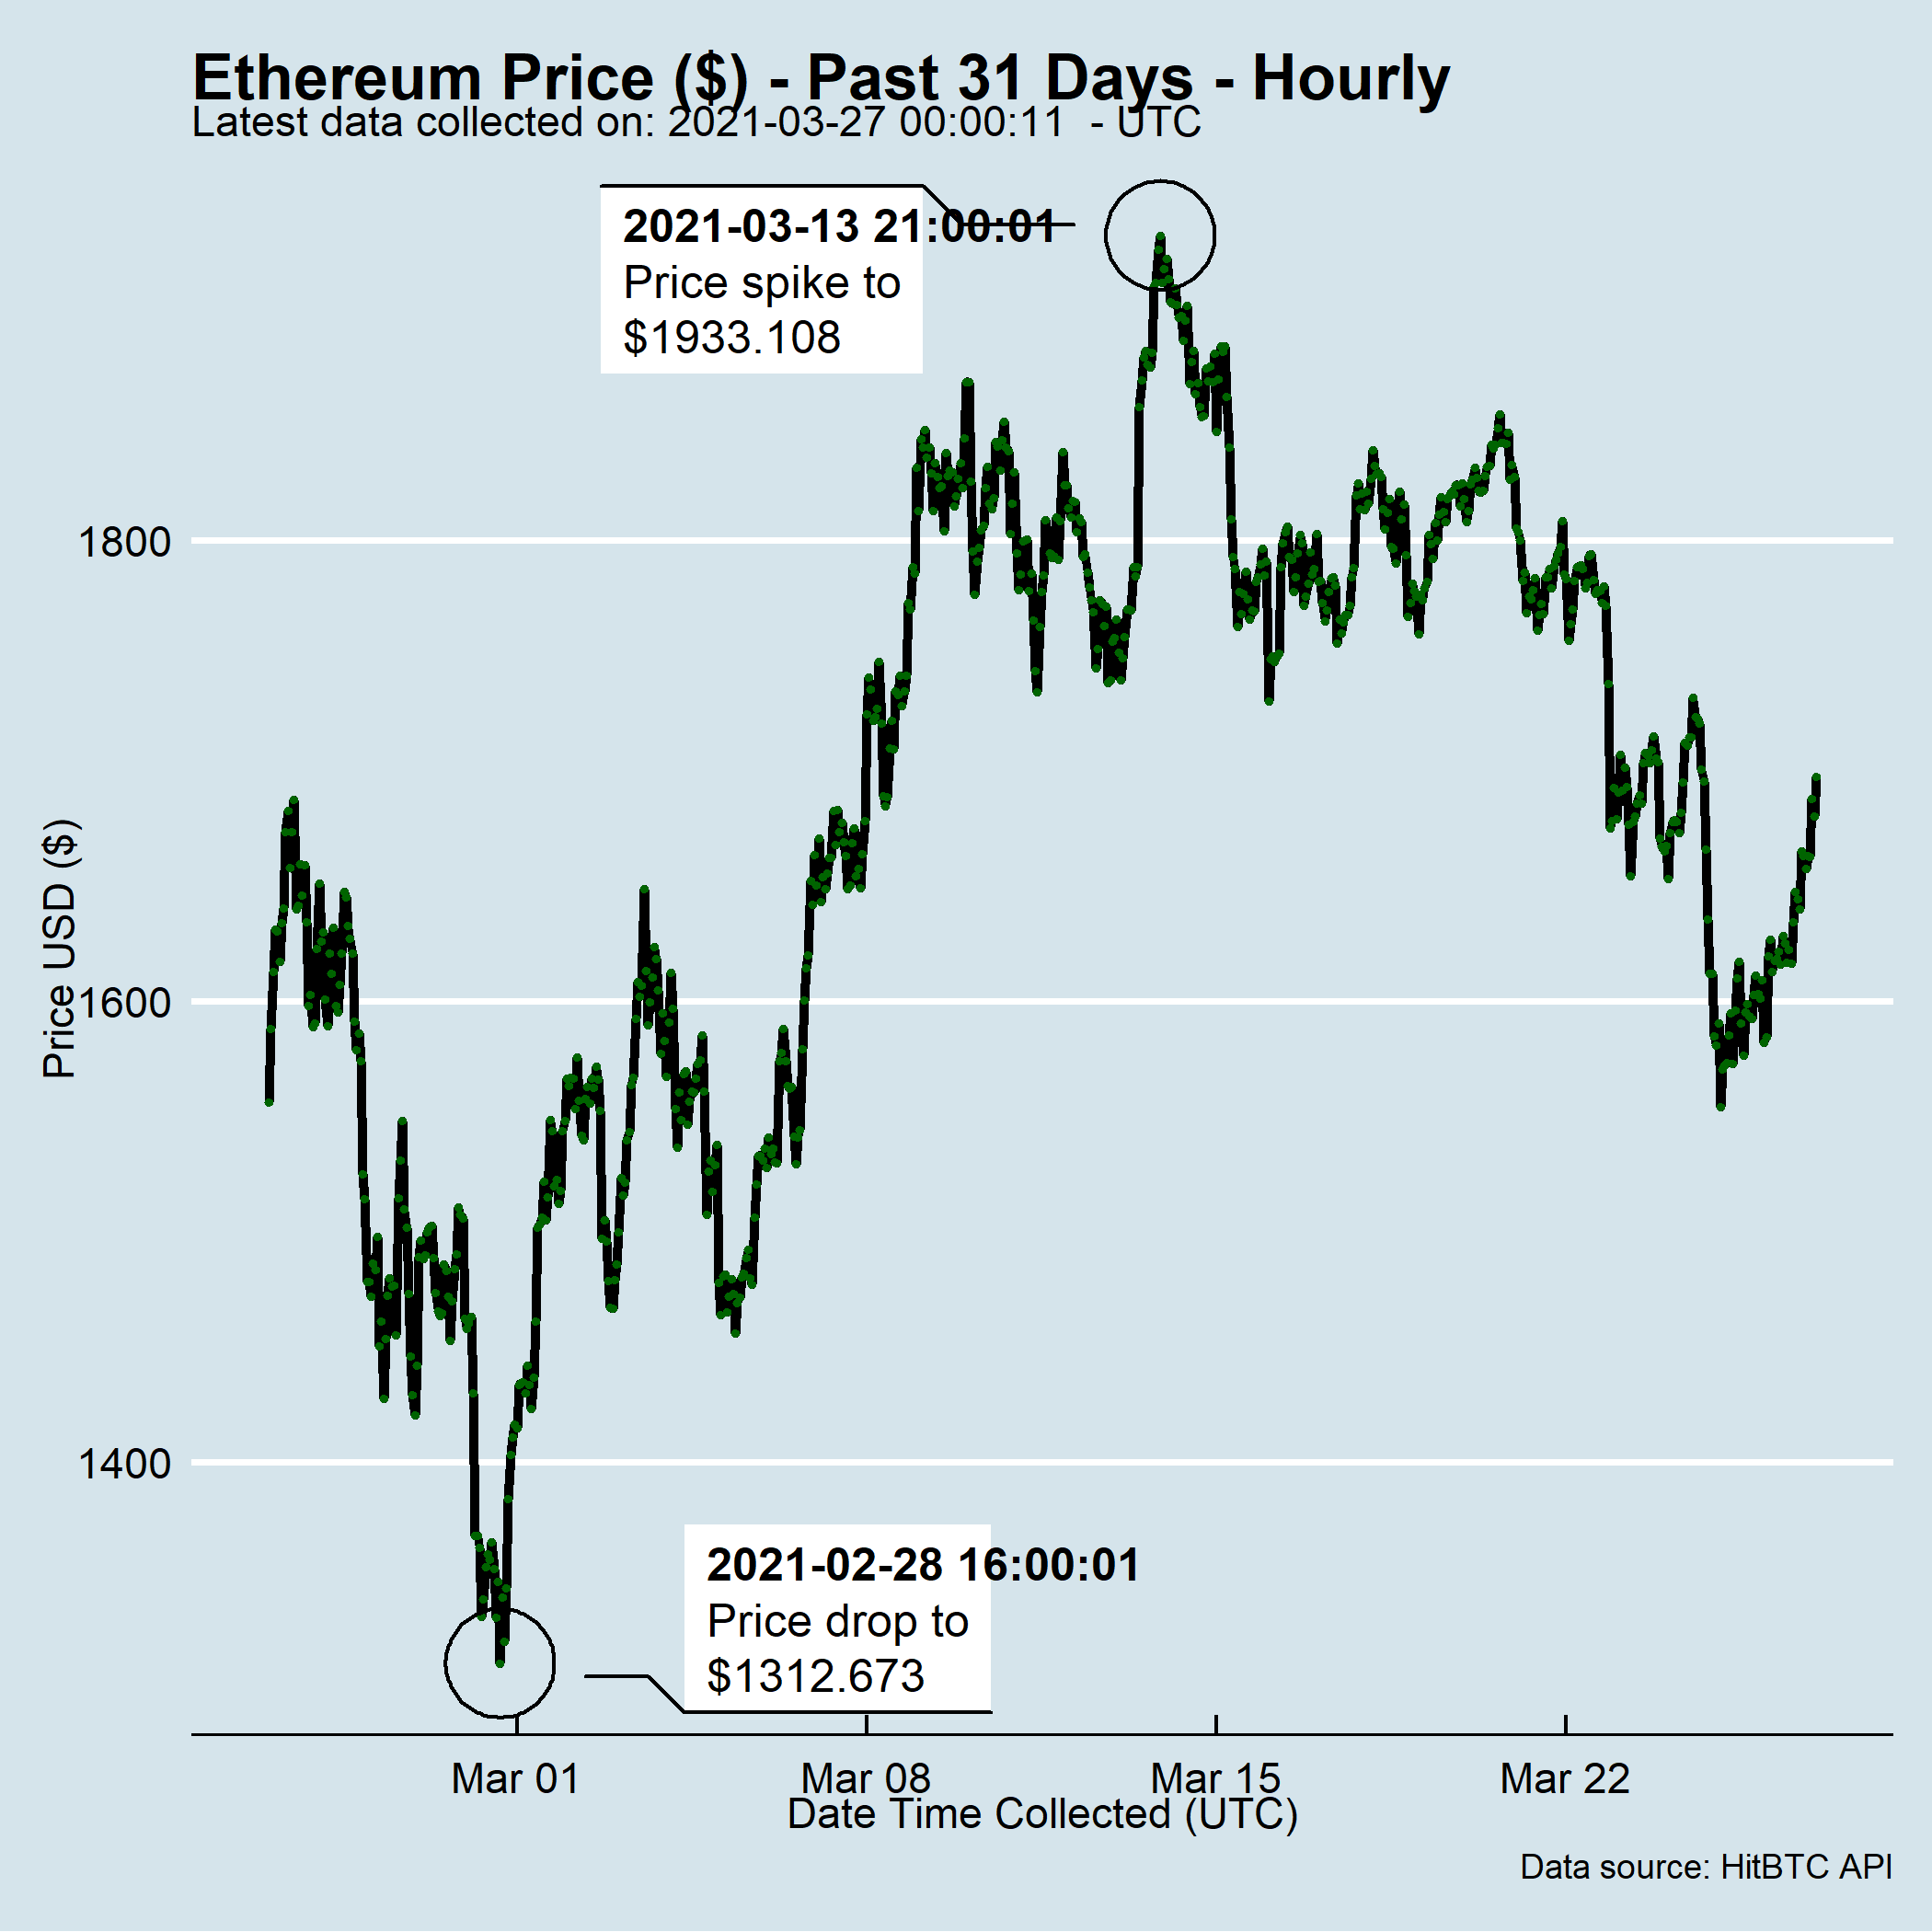 Ethereum Price ($) - Past 31 Days - Hourly
Latest data collected on: 2021-03-27 00:00:11  - UTC
2021-03-13 21:00:01
Price spike to
$1933.108
1800
1600
1400
Price USD ($)
2021-02-28 16:00:01
Price drop to
$1312.673
Mar 01
Mar 08
Mar 15
Mar 22
Date Time Collected (UTC)
Data source: HitBTC API